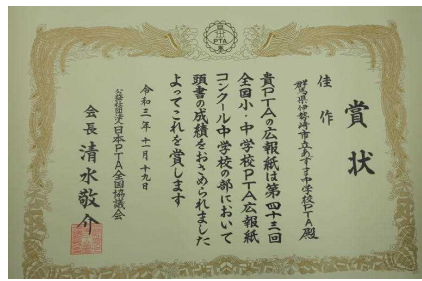 賞状
佳作
群馬県伊勢崎市立あずま中学校PTA殿
貴PTAの広報紙は第四十三回
全国小・中学校PTA広報紙
コンクール中学校の部において
頭書の成績をおさめられました
よってこれを賞します
令和三年十一月十九日
公益社団法人日本PTA全国協議会
会長 清水敬介
PTA